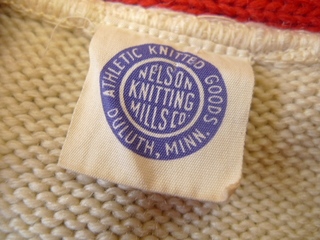 ATHLETIC KNITTED GOODS
NELSON
KNITTING
MILLS CO
DULUTH, MINN.